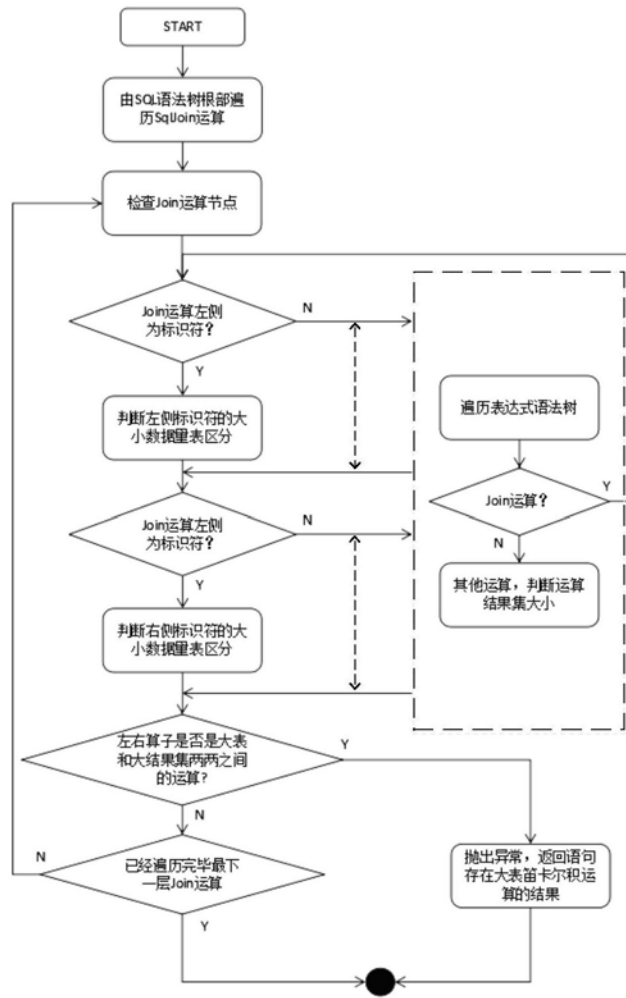 START
由SQL语法树根部遍
历SqlJoin运算
检查Join运算节点
Join运算左侧
为标识符？
N
Y
判断左侧标识符的大
小数据量表区分
Join运算左侧
为标识符？
N
Y
判断右侧标识符的大
小数据量表区分
遍历表达式语法树
Join运算？
Y
N
其他运算，判断运算
结果集大小
左右算子是否是大表
和大结果集两两之间
的运算？
Y
N
已经遍历完毕最下
一层Join运算
N
Y
抛出异常，返回语句
存在大表笛卡尔积运
算的结果